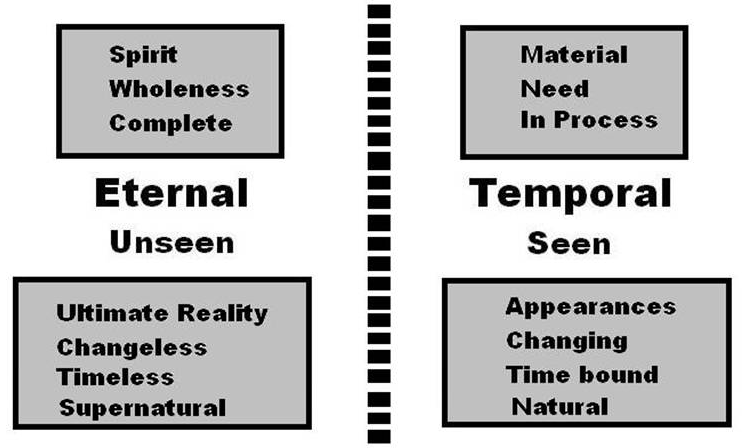 Spirit
Wholeness
Complete
Eternal
Unseen
Ultimate Reality
Changeless
Timeless
Supernatural
Material
Need
In Process
Temporal
Seen
Appearances
Changing
Time bound
Natural